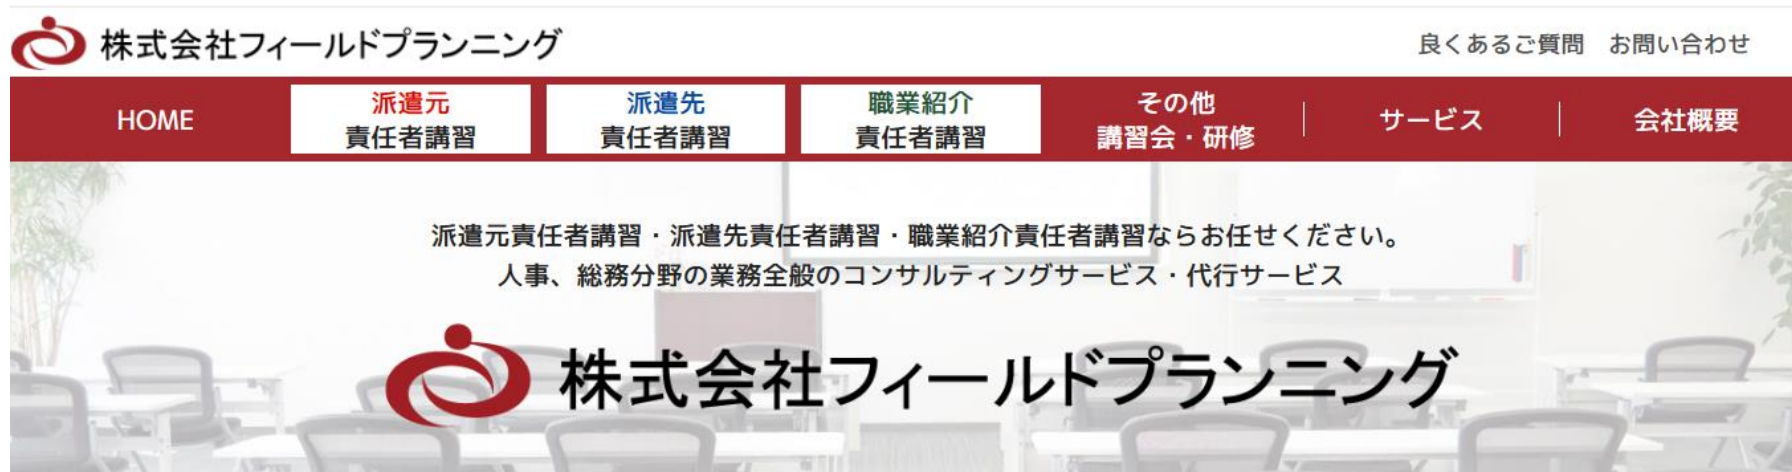 株式会社フィールドプランニング
良くあるご質問 お問い合わせ
HOME
派遣元
責任者講習
派遣先
責任者講習
職業紹介
責任者講習
その他
講習会・研修
サービス
会社概要
派遣元責任者講習・派遣先責任者講習・職業紹介責任者講習ならお任せください。
人事、総務分野の業務全般のコンサルティングサービス・代行サービス
株式会社フィールドプランニング